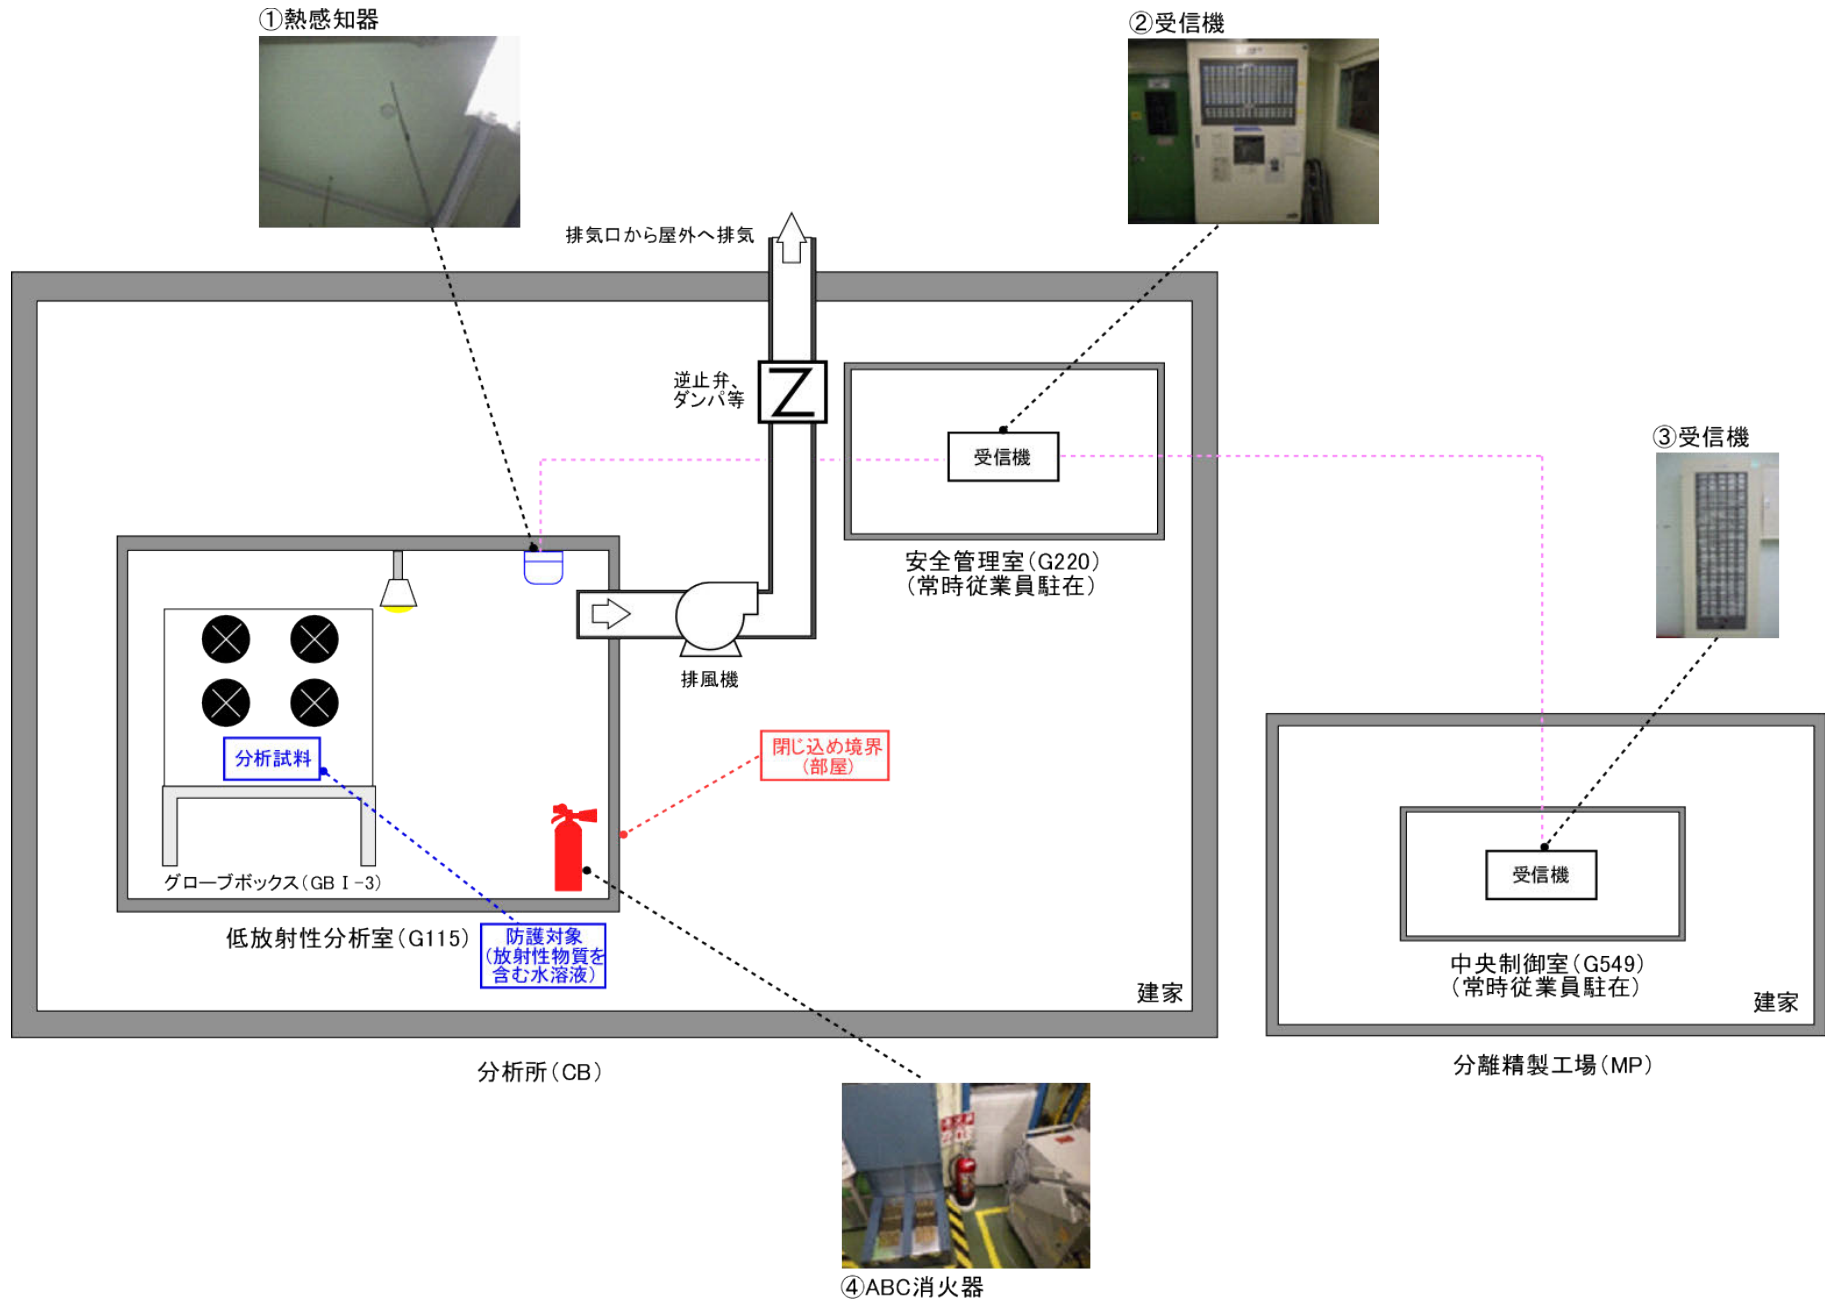 ①熱感知器
②受信機
排気口から屋外へ排気
逆止弁、
ダンパ等
受信機
③受信機
安全管理室(G220)
(常時従業員駐在)
排風機
分析試料
閉じ込め境界
(部屋)
受信機
グローブボックス(GBⅠ-3)
低放射性分析室(G115)
防護対象
(放射性物質を
含む水溶液)
中央制御室(G549)
(常時従業員駐在)
建家
建家
分析所(CB)
分離精製工場(MP)
④ABC消火器